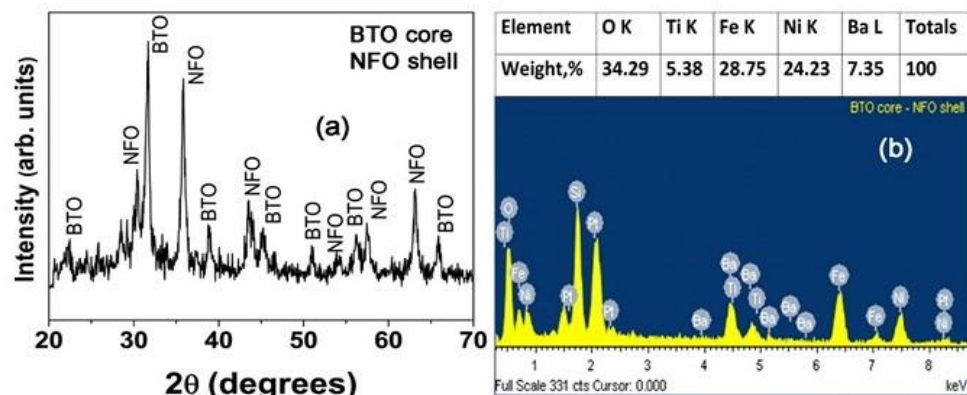 BTO core
NFO shell
(a)
BTO
NFO
BTO
NFO
BTO
NFO
BTO
BTO
NFO
BTO
NFO
NFO
BTO
Intensity (arb. units)
20 30 40 50 60 70
2θ (degrees)
Element O K Ti K Fe K Ni K Ba L Totals
Weight,% 34.29 5.38 28.75 24.23 7.35 100
BTO core - NFO shell
(b)
O
Ti
Fe
Ni
Pt
Si
Pt
Pt
Ba
Ba
Ti
Ba
Ti
Ba
Ba
Ba
Fe
Fe
Ni
Pt
Ni
1 2 3 4 5 6 7 8
Full Scale 331 cts Cursor: 0.000 keV